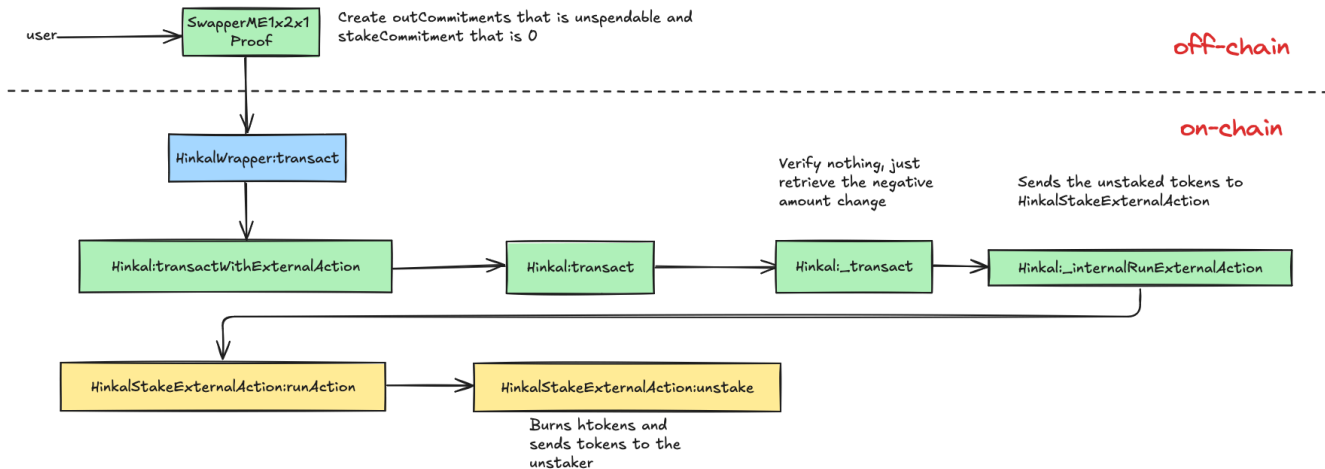 user
SwapperME1x2x1
Proof
Create outCommitments that is unspendable and
stakeCommitment that is 0
off-chain
on-chain
HinkalWrapper:transact
Verify nothing, just
retrieve the negative
amount change
Sends the unstaked tokens to
HinkalStakeExternalAction
Hinkal:transactWithExternalAction
Hinkal:transact
Hinkal:_transact
Hinkal:_internalRunExternalAction
HinkalStakeExternalAction:runAction
HinkalStakeExternalAction:unstake
Burns htokens and
sends tokens to the
unstaker